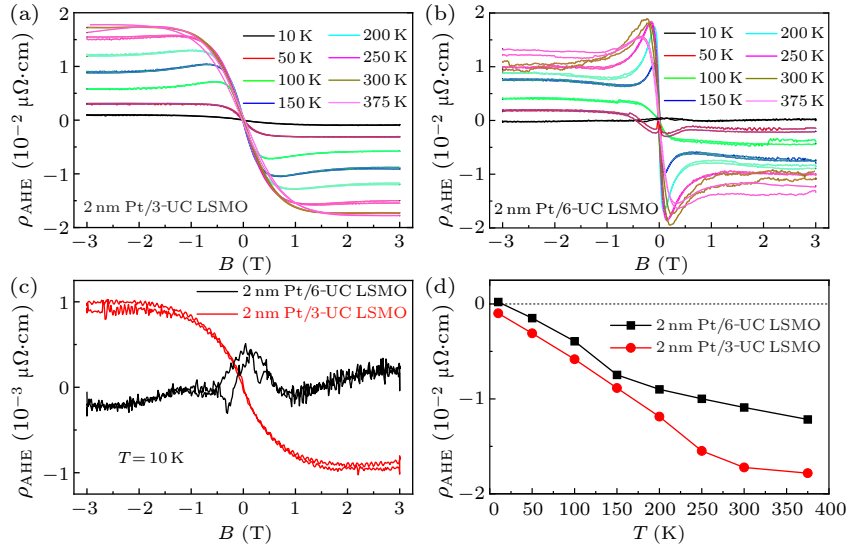 (a)
2
1
0
−1
−2
ρAHE (10−2 μΩ·cm)
10 K
50 K
100 K
150 K
200 K
250 K
300 K
375 K
2 nm Pt/3-UC LSMO
−3 −2 −1 0 1 2 3
B (T)
(b)
2
1
0
−1
−2
ρAHE (10−2 μΩ·cm)
10 K
50 K
100 K
150 K
200 K
250 K
300 K
375 K
2 nm Pt/6-UC LSMO
−3 −2 −1 0 1 2 3
B (T)
(c)
1
0
−1
ρAHE (10−3 μΩ·cm)
2 nm Pt/6-UC LSMO
2 nm Pt/3-UC LSMO
T = 10 K
−3 −2 −1 0 1 2 3
B (T)
(d)
0
−1
−2
ρAHE (10−2 μΩ·cm)
2 nm Pt/6-UC LSMO
2 nm Pt/3-UC LSMO
0 50 100 150 200 250 300 350 400
T (K)